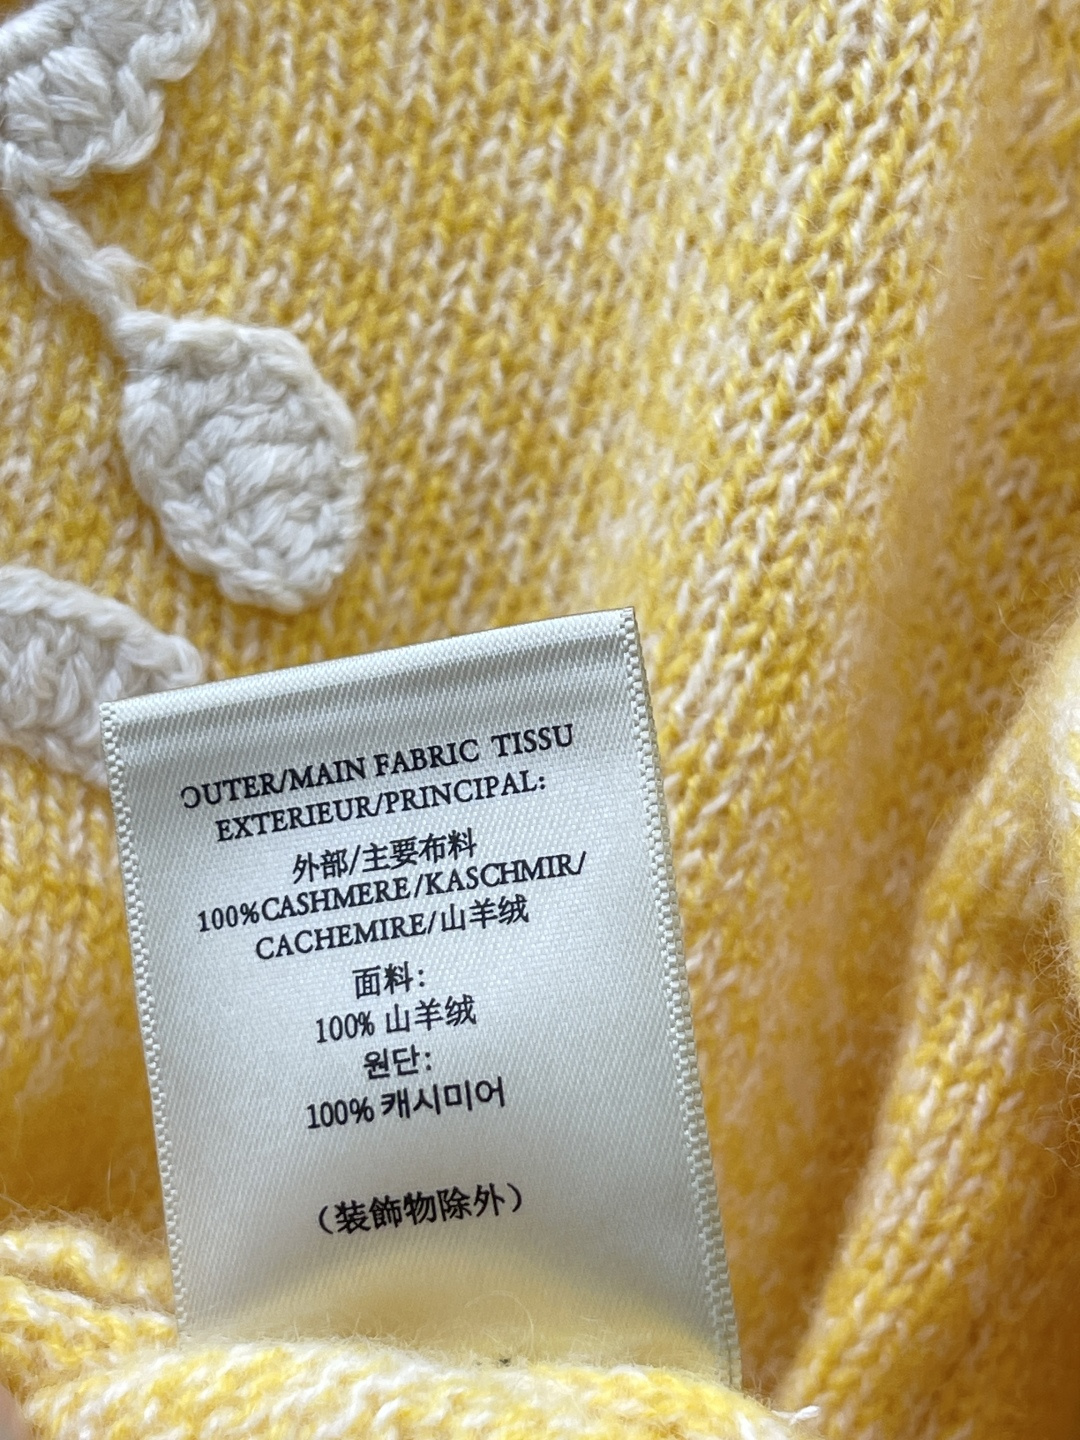 OUTER/MAIN FABRIC TISSU
EXTERIEUR/PRINCIPAL:
外部/主要布料
100%CASHMERE/KASCHMIR/
CACHEMIRE/山羊绒
面料:
100% 山羊绒
원단:
100% 캐시미어
（装飾物除外）